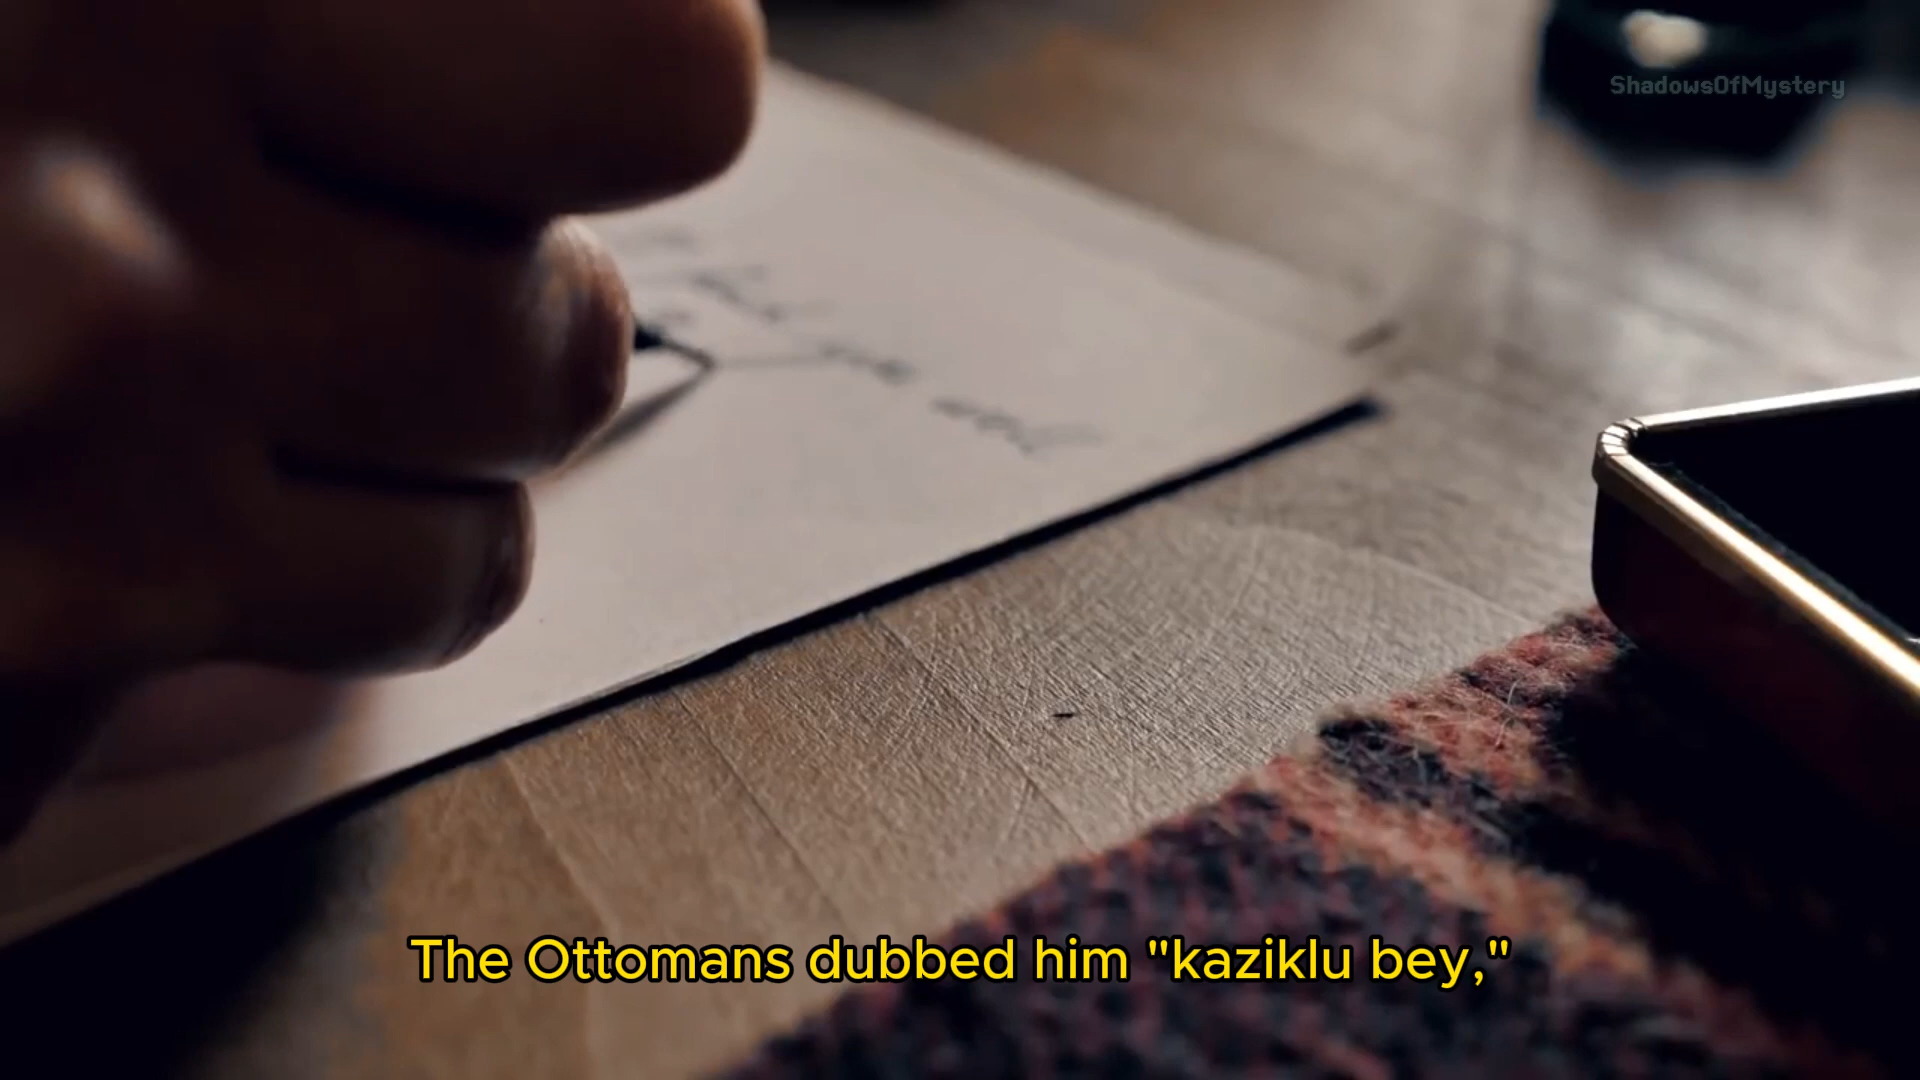 ShadowsOfMystery
The Ottomans dubbed him "kaziklu bey,"